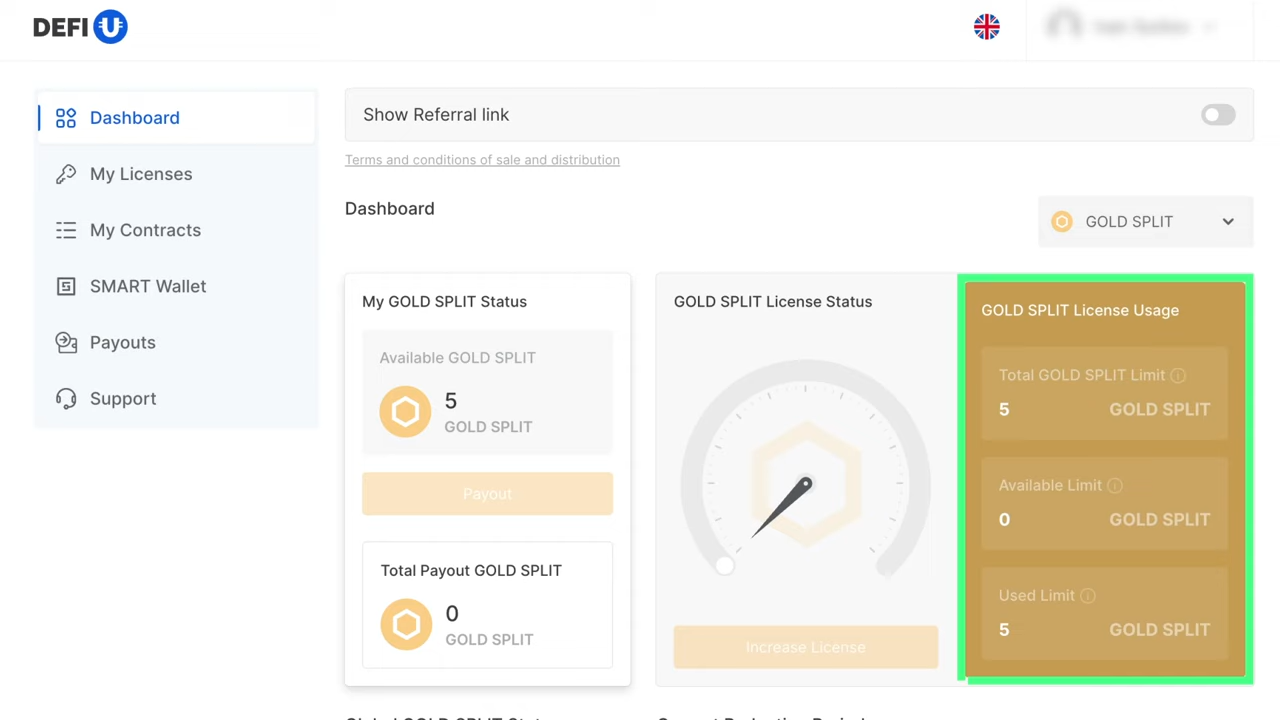 DEFI U
Dashboard
My Licenses
My Contracts
SMART Wallet
Payouts
Support
Show Referral link
Terms and conditions of sale and distribution
Dashboard
GOLD SPLIT
My GOLD SPLIT Status
Available GOLD SPLIT
5
GOLD SPLIT
Payout
Total Payout GOLD SPLIT
0
GOLD SPLIT
GOLD SPLIT License Status
Increase License
GOLD SPLIT License Usage
Total GOLD SPLIT Limit
5 GOLD SPLIT
Available Limit
0 GOLD SPLIT
Used Limit
5 GOLD SPLIT